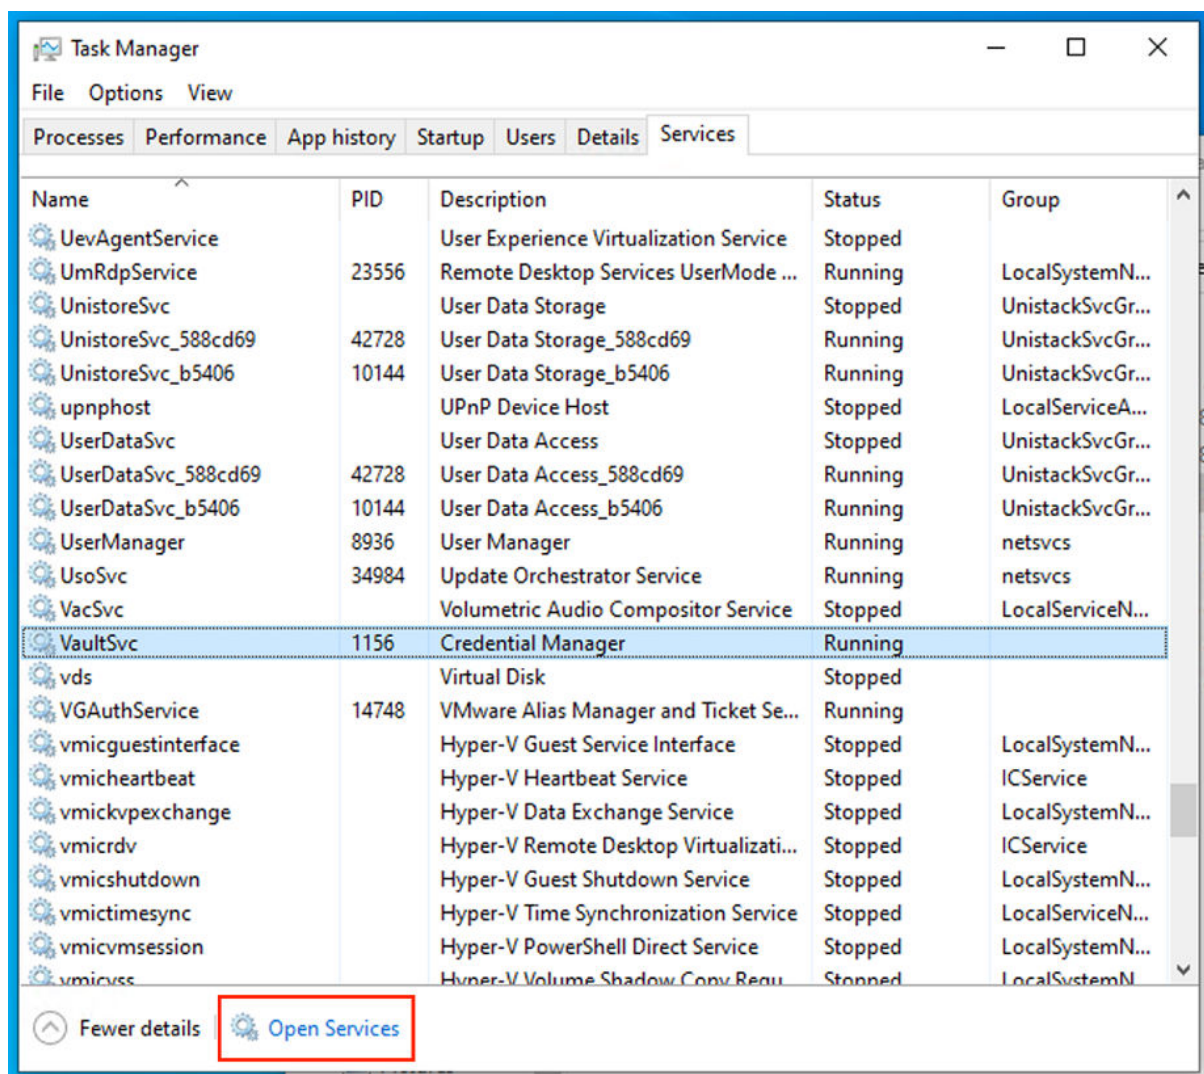 Task Manager
File Options View
Processes Performance App history Startup Users Details Services
Name PID Description Status Group
UevAgentService User Experience Virtualization Service Stopped
UmRdpService 23556 Remote Desktop Services UserMode ... Running LocalSystemN...
UnistoreSvc User Data Storage Stopped UnistackSvcGr...
UnistoreSvc_588cd69 42728 User Data Storage_588cd69 Running UnistackSvcGr...
UnistoreSvc_b5406 10144 User Data Storage_b5406 Running UnistackSvcGr...
upnphost UPnP Device Host Stopped LocalServiceA...
UserDataSvc User Data Access Stopped UnistackSvcGr...
UserDataSvc_588cd69 42728 User Data Access_588cd69 Running UnistackSvcGr...
UserDataSvc_b5406 10144 User Data Access_b5406 Running UnistackSvcGr...
UserManager 8936 User Manager Running netsvcs
UsoSvc 34984 Update Orchestrator Service Running netsvcs
VacSvc Volumetric Audio Compositor Service Stopped LocalServiceN...
VaultSvc 1156 Credential Manager Running
vds Virtual Disk Stopped
VGAuthService 14748 VMware Alias Manager and Ticket Se... Running
vmicguestinterface Hyper-V Guest Service Interface Stopped LocalSystemN...
vmicheartbeat Hyper-V Heartbeat Service Stopped ICService
vmickvpexchange Hyper-V Data Exchange Service Stopped LocalSystemN...
vmicrdv Hyper-V Remote Desktop Virtualizati... Stopped ICService
vmicshutdown Hyper-V Guest Shutdown Service Stopped LocalSystemN...
vmictimesync Hyper-V Time Synchronization Service Stopped LocalServiceN...
vmicvmsession Hyper-V PowerShell Direct Service Stopped LocalSystemN...
vmicvss Hyper-V Volume Shadow Copy Requ Stopped LocalSystemN
Fewer details Open Services